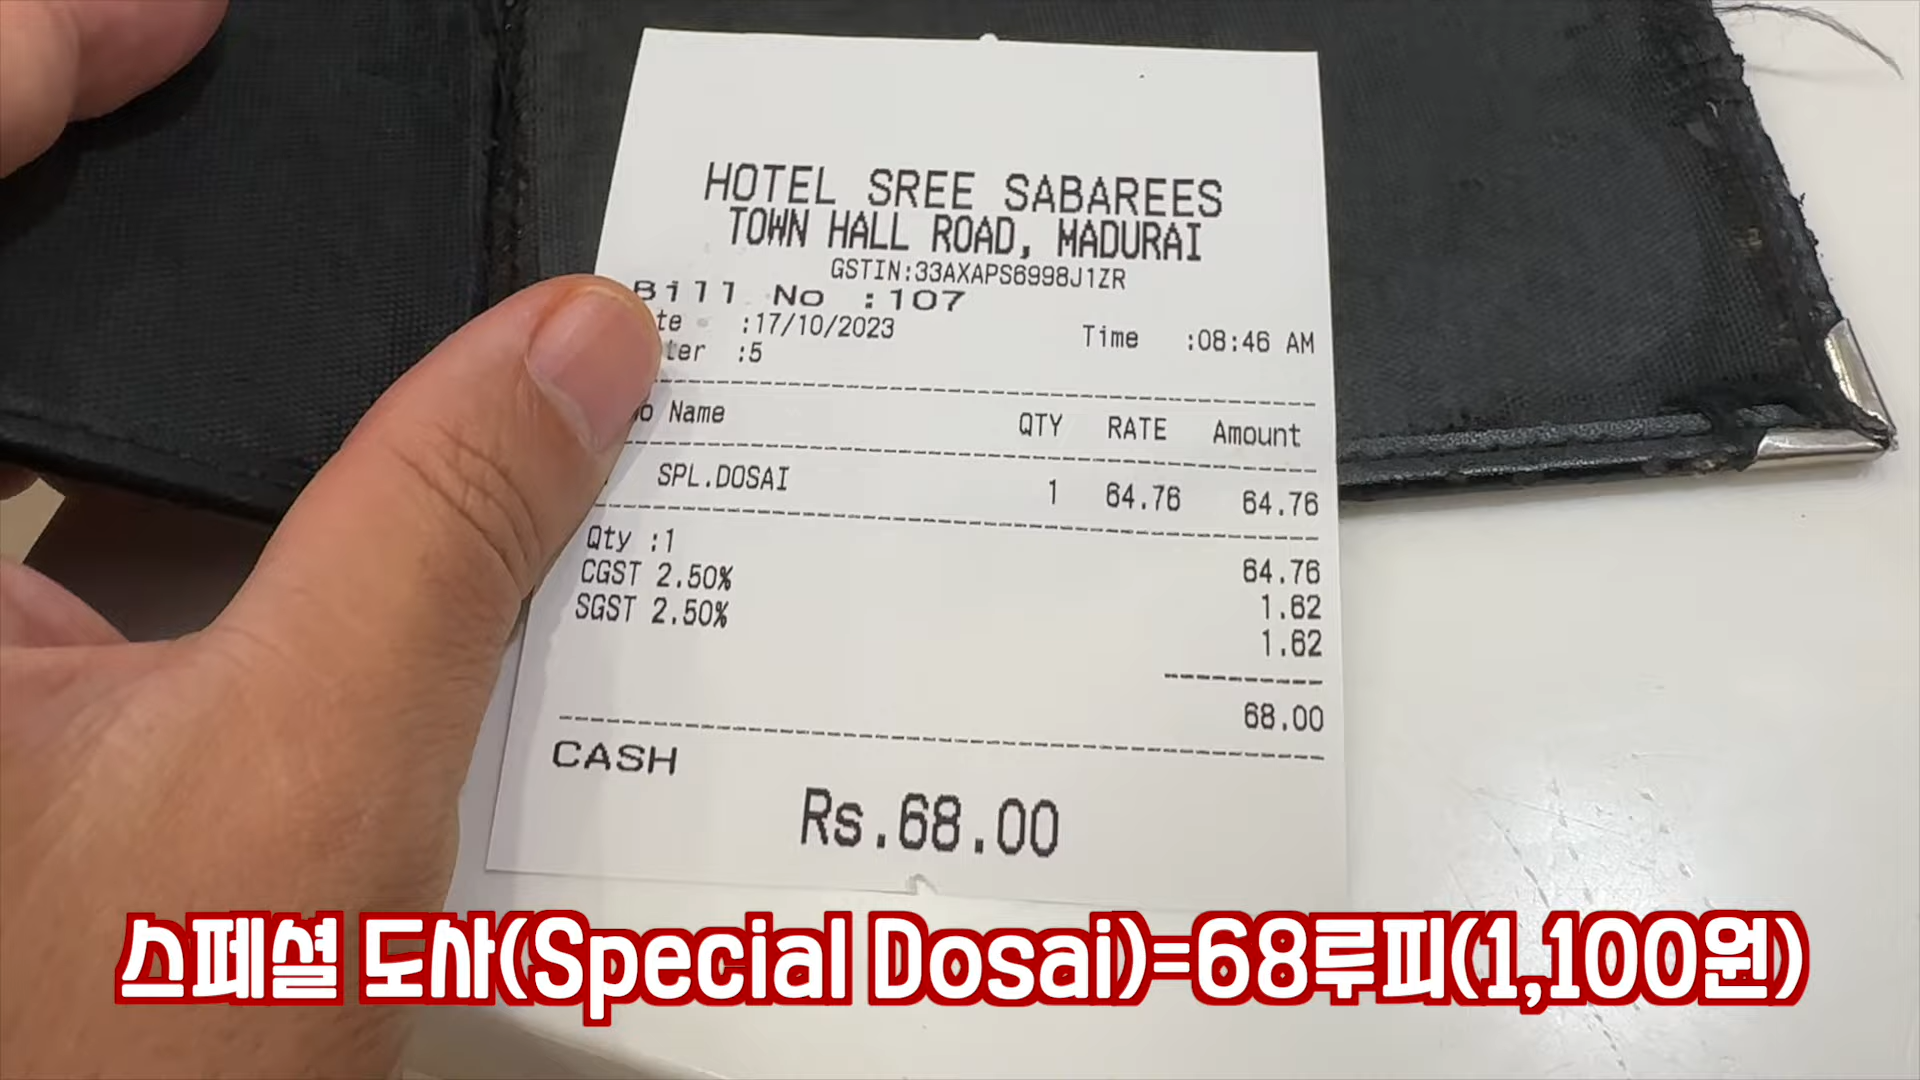 HOTEL SREE SABAREES
TOWN HALL ROAD, MADURAI
GSTIN:33AXAPS6998J1ZR
Bill No :107
:17/10/2023 Time :08:46 AM
:5
Name QTY RATE Amount
SPL.DOSAI 1 64.76 64.76
Qty :1 64.76
CGST 2.50% 1.62
SGST 2.50% 1.62
68.00
CASH
Rs.68.00
스페셜 도사(Special Dosai)=68루피(1,100원)